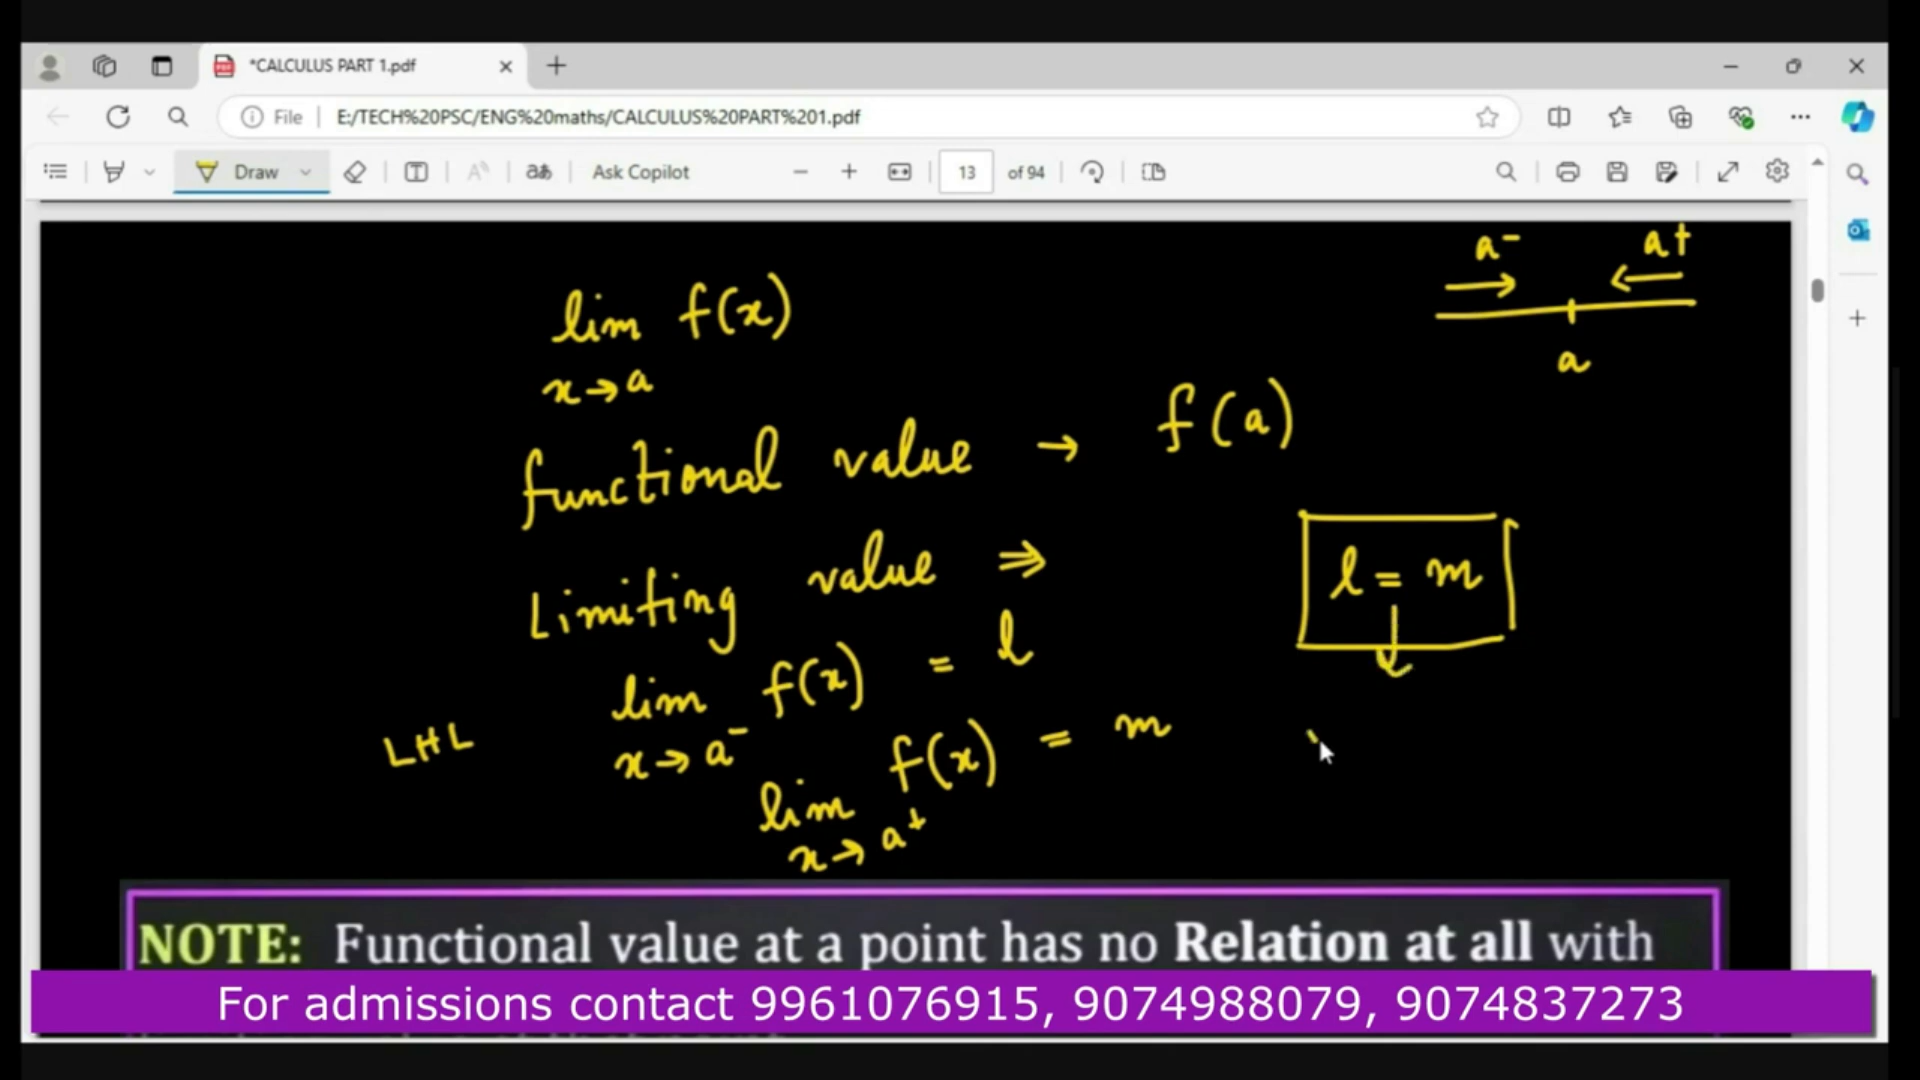 *CALCULUS PART 1.pdf
File | E:/TECH%20PSC/ENG%20maths/CALCULUS%20PART%201.pdf
Draw aあ Ask Copilot 13 of 94
a⁻ a⁺
a
lim f(x)
x→a
functional value → f(a)
Limiting value ⇒
l = m
lim f(x) = l
x→a⁻
LHL
lim f(x) = m
x→a⁺
NOTE: Functional value at a point has no Relation at all with
For admissions contact 9961076915, 9074988079, 9074837273